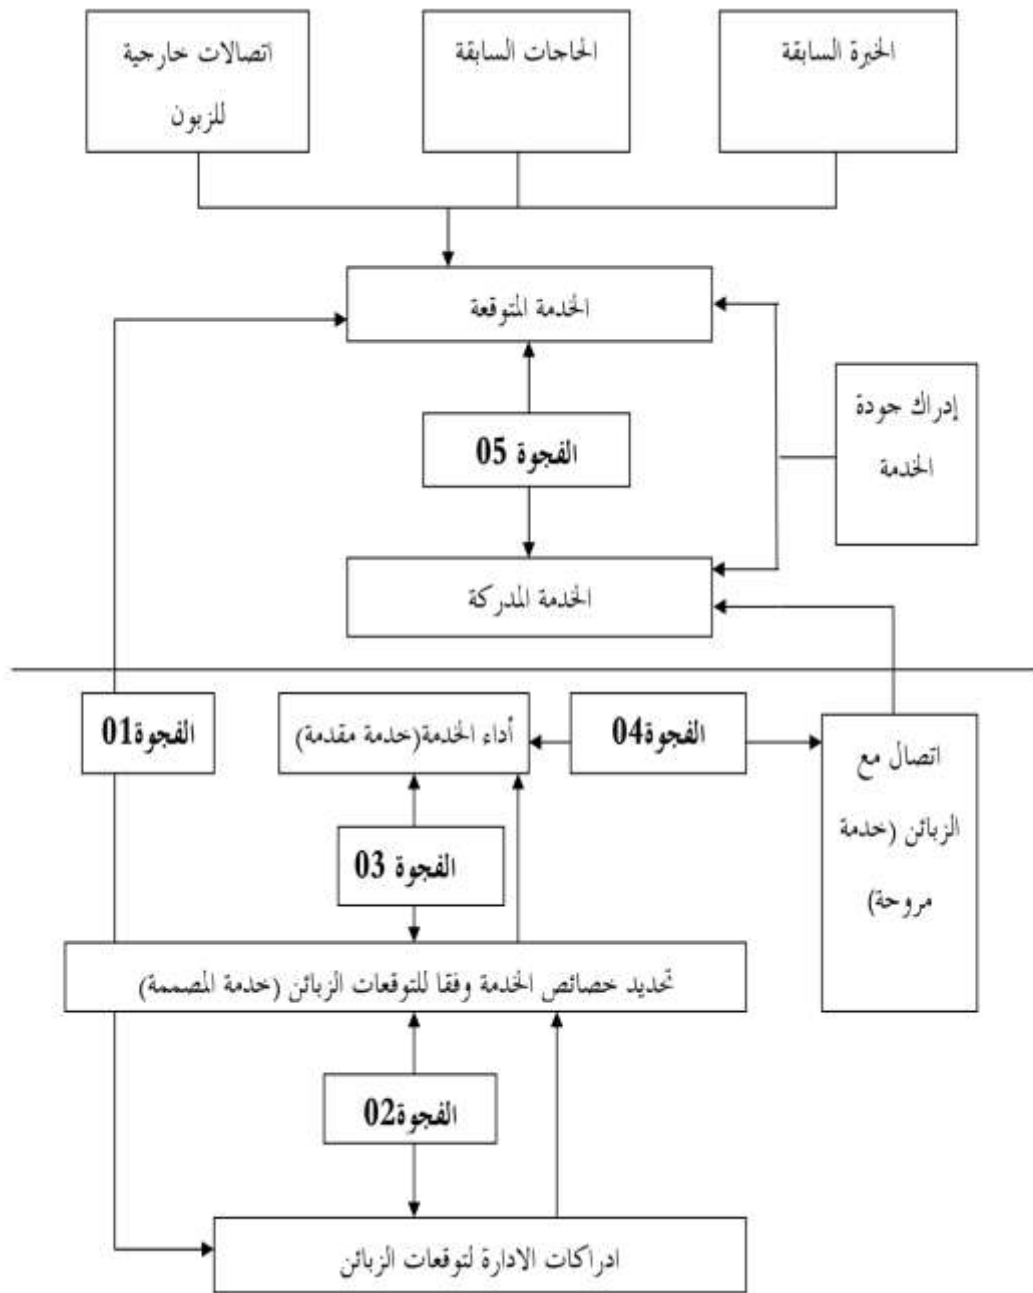 الخبرة السابقة
الحاجات السابقة
اتصالات خارجية
للزبون
الخدمة المتوقعة
إدراك جودة
الخدمة
الفجوة 05
الخدمة المدركة
الفجوة01
أداء الخدمة(خدمة مقدمة)
الفجوة04
اتصال مع
الزبائن (خدمة
مروحة)
الفجوة 03
تحديد خصائص الخدمة وفقا للتوقعات الزبائن (خدمة المصممة)
الفجوة02
ادراكات الادارة لتوقعات الزبائن